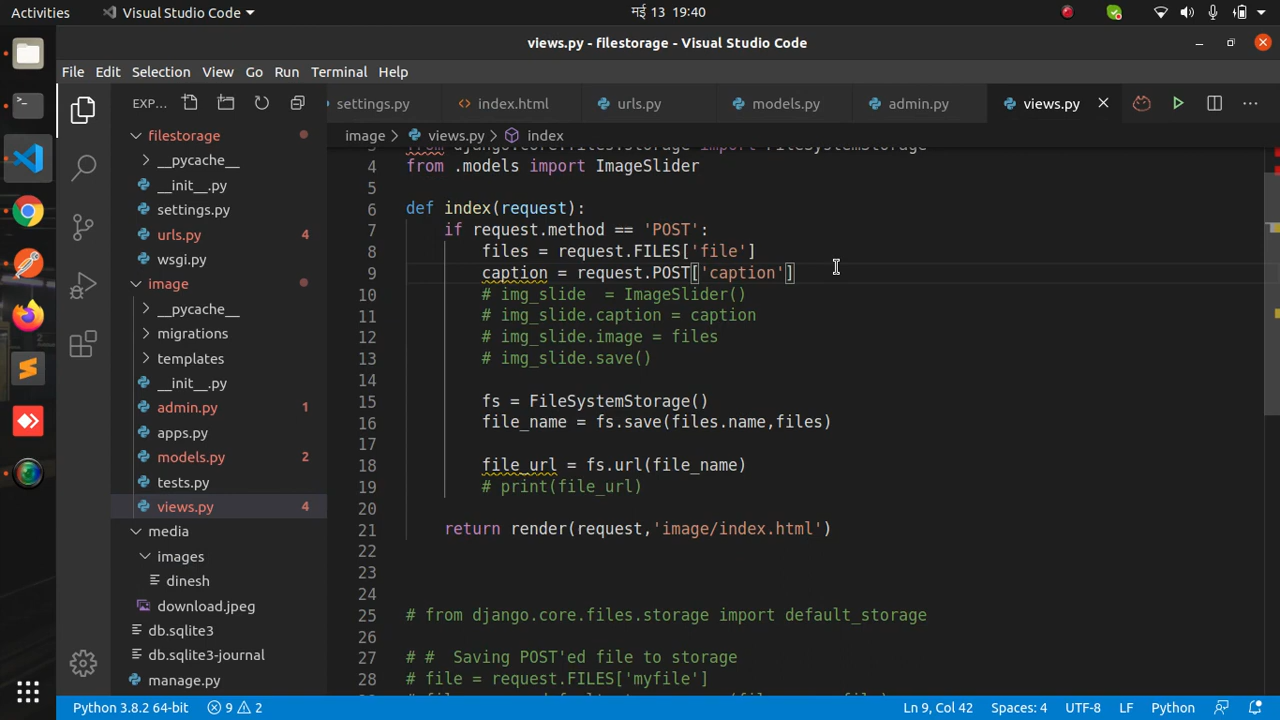 Activities
Visual Studio Code
मई 13 19:40
views.py - filestorage - Visual Studio Code
File Edit Selection View Go Run Terminal Help
EXP...
settings.py
index.html
urls.py
models.py
admin.py
views.py
image > views.py > index
filestorage
__pycache__
__init__.py
settings.py
urls.py 4
wsgi.py
image
__pycache__
migrations
templates
__init__.py
admin.py 1
apps.py
models.py 2
tests.py
views.py 4
media
images
dinesh
download.jpeg
db.sqlite3
db.sqlite3-journal
manage.py
3 from django.core.files.storage import FileSystemStorage
4 from .models import ImageSlider
5
6 def index(request):
7 if request.method == 'POST':
8 files = request.FILES['file']
9 caption = request.POST['caption']
10 # img_slide  = ImageSlider()
11 # img_slide.caption = caption
12 # img_slide.image = files
13 # img_slide.save()
14
15 fs = FileSystemStorage()
16 file_name = fs.save(files.name,files)
17
18 file_url = fs.url(file_name)
19 # print(file_url)
20
21 return render(request,'image/index.html')
22
23
24
25 # from django.core.files.storage import default_storage
26
27 # #  Saving POST'ed file to storage
28 # file = request.FILES['myfile']
Python 3.8.2 64-bit
9 2
Ln 9, Col 42
Spaces: 4
UTF-8
LF
Python